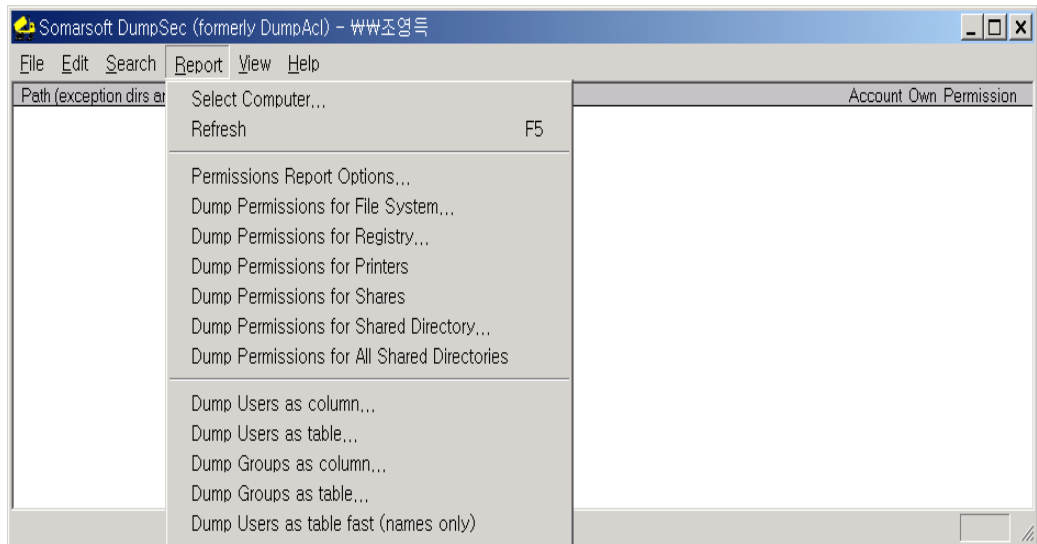 Somarsoft DumpSec (formerly DumpAcl) - ₩₩조영득
File Edit Search Report View Help
Path (exception dirs ar
Account Own Permission
Select Computer...
Refresh F5
Permissions Report Options...
Dump Permissions for File System...
Dump Permissions for Registry...
Dump Permissions for Printers
Dump Permissions for Shares
Dump Permissions for Shared Directory...
Dump Permissions for All Shared Directories
Dump Users as column...
Dump Users as table...
Dump Groups as column...
Dump Groups as table...
Dump Users as table fast (names only)